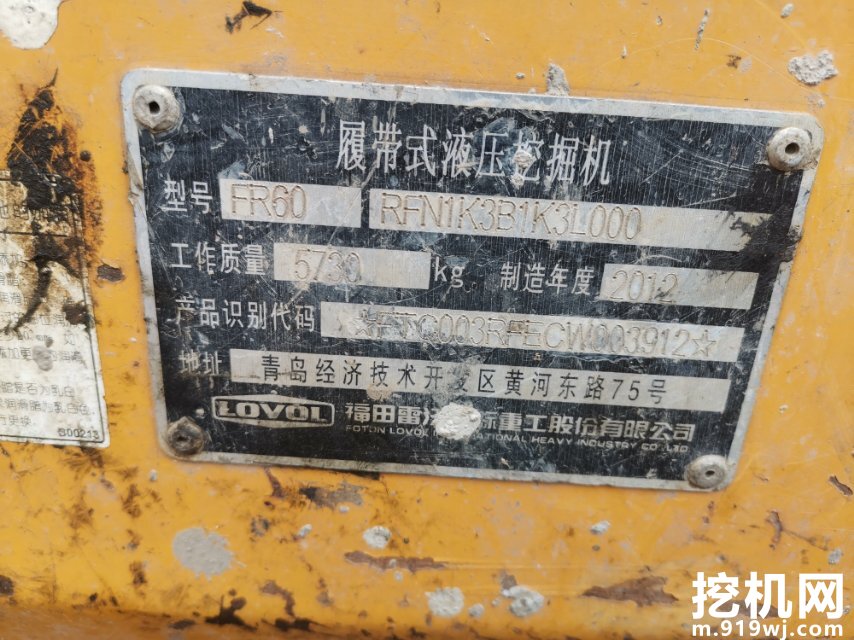 履带式液压挖掘机
型号 FR60 RFN1K3B1K3L000
工作质量 5730 kg 制造年度 2012
产品识别代码 C003RFECW003912☆
地址 青岛经济技术开发区黄河东路75号
LOVOL 福田雷沃国际重工股份有限公司
FOTON LOVOL INTERNATIONAL HEAVY INDUSTRY CO. LTD
B00213
挖机网
m.919wj.com